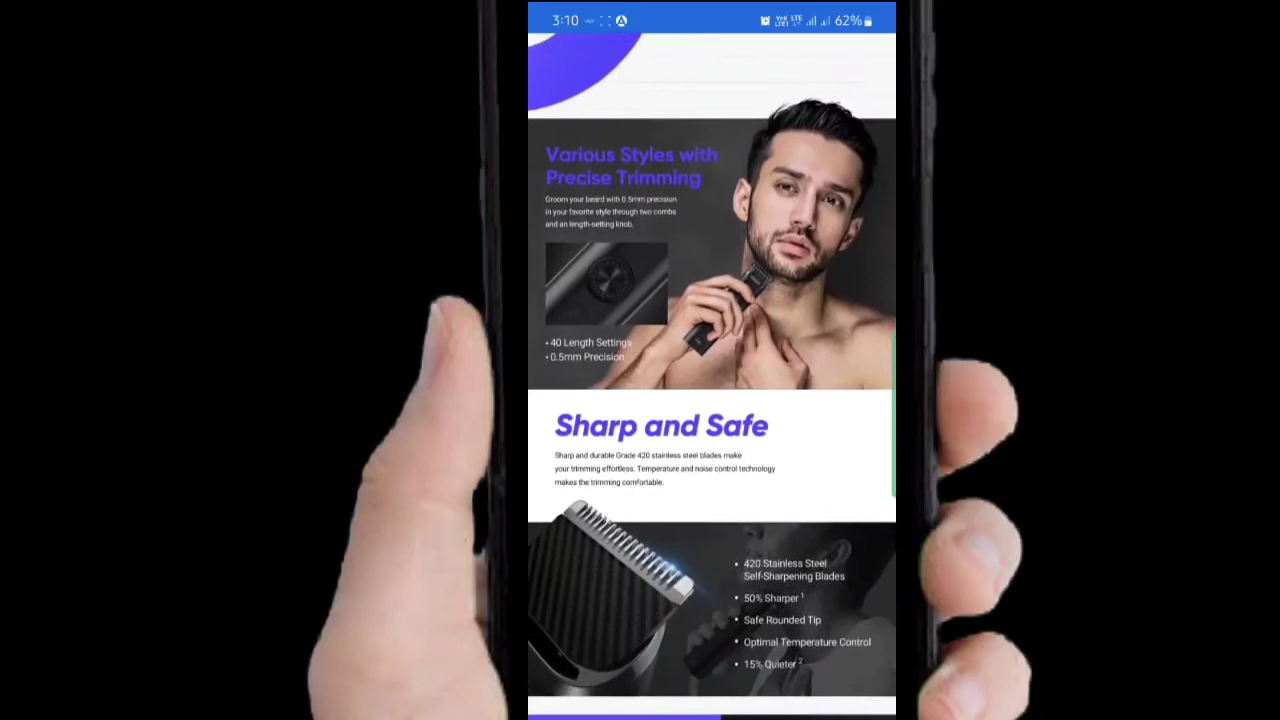 3:10
Vo) LTE
LTE1
62%
Various Styles with
Precise Trimming
Groom your beard with 0.5mm precision
in your favorite style through two combs
and an length-setting knob.
• 40 Length Settings
• 0.5mm Precision
Sharp and Safe
Sharp and durable Grade 420 stainless steel blades make
your trimming effortless. Temperature and noise control technology
makes the trimming comfortable.
• 420 Stainless Steel
Self-Sharpening Blades
• 50% Sharper 1
• Safe Rounded Tip
• Optimal Temperature Control
• 15% Quieter 2